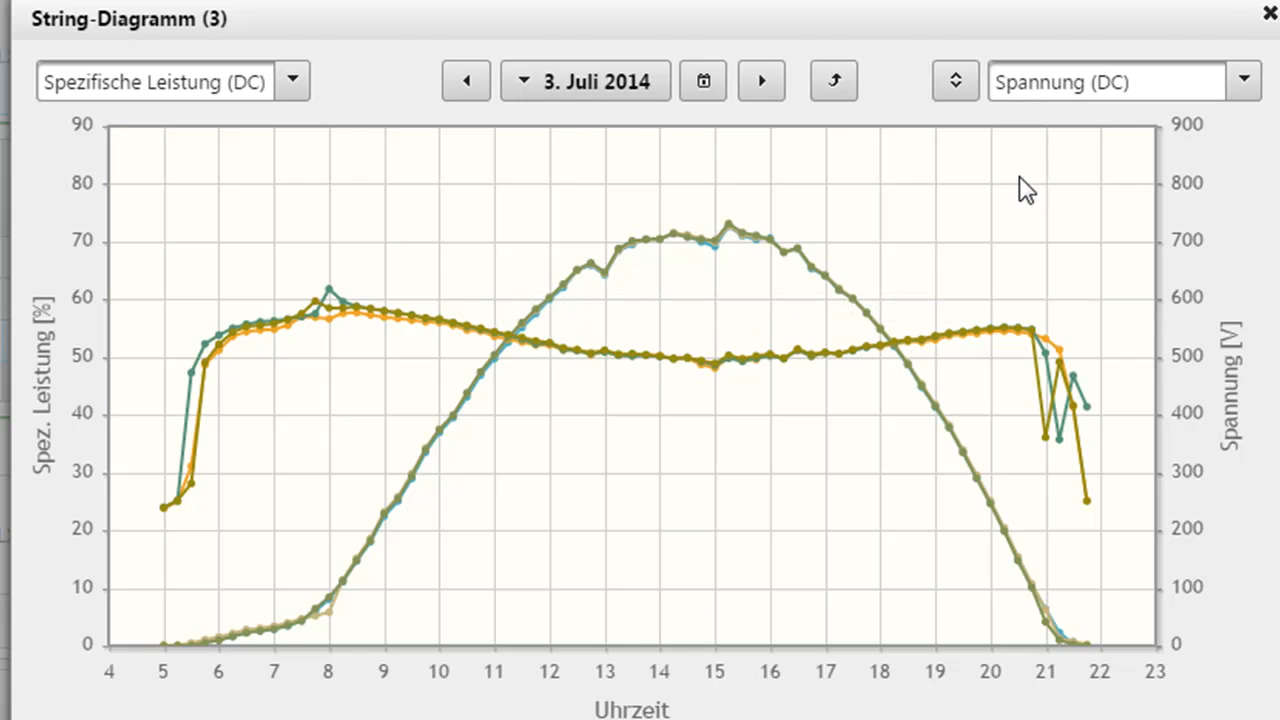 String-Diagramm (3)
Spezifische Leistung (DC)
3. Juli 2014
Spannung (DC)
90
80
70
60
50
40
30
20
10
0
Spez. Leistung [%]
900
800
700
600
500
400
300
200
100
0
Spannung [V]
4 5 6 7 8 9 10 11 12 13 14 15 16 17 18 19 20 21 22 23
Uhrzeit